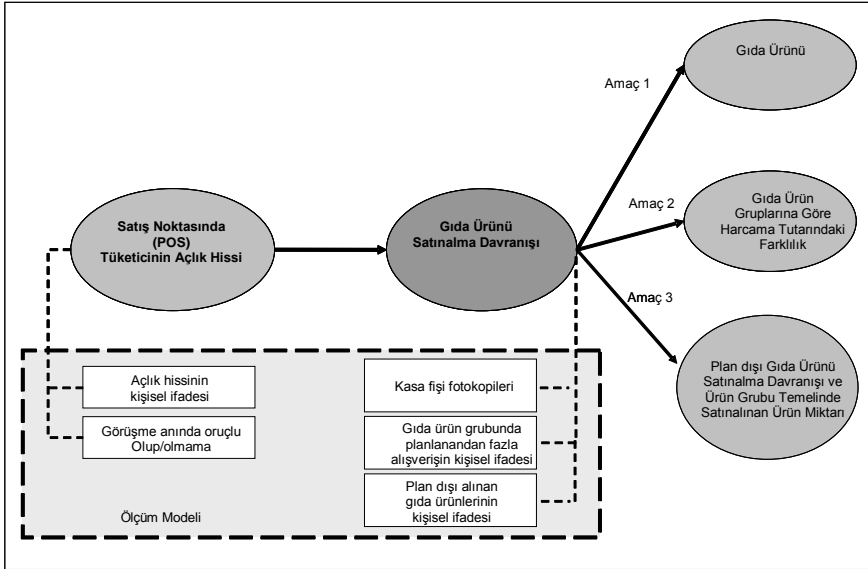 Gıda Ürünü
Amaç 1
Satış Noktasında
(POS)
Tüketicinin Açlık Hissi
Gıda Ürünü
Satınalma Davranışı
Amaç 2
Gıda Ürün
Gruplarına Göre
Harcama Tutarındaki
Farklılık
Amaç 3
Plan dışı Gıda Ürünü
Satınalma Davranışı ve
Ürün Grubu Temelinde
Satınalınan Ürün Miktarı
Açlık hissinin
kişisel ifadesi
Görüşme anında oruçlu
Olup/olmama
Kasa fişi fotokopileri
Gıda ürün grubunda
planlanandan fazla
alışverişin kişisel ifadesi
Plan dışı alınan
gıda ürünlerinin
kişisel ifadesi
Ölçüm Modeli